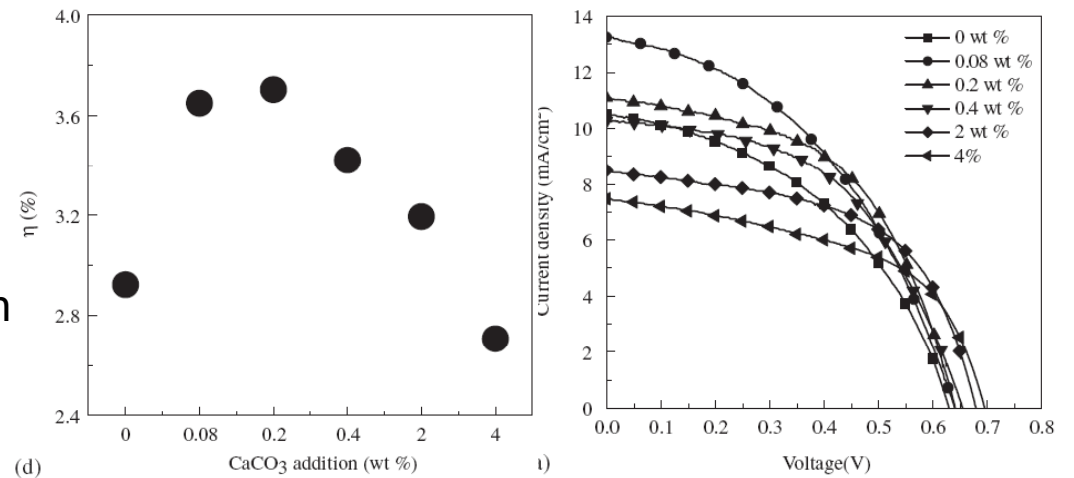 4.0
3.6
3.2
2.8
2.4
η (%)
n
0 0.08 0.2 0.4 2 4
CaCO3 addition (wt %)
(d)
14
12
10
8
6
4
2
0
Current density (mA/cm²)
0 wt %
0.08 wt %
0.2 wt %
0.4 wt %
2 wt %
4%
0.0 0.1 0.2 0.3 0.4 0.5 0.6 0.7 0.8
Voltage(V)
)